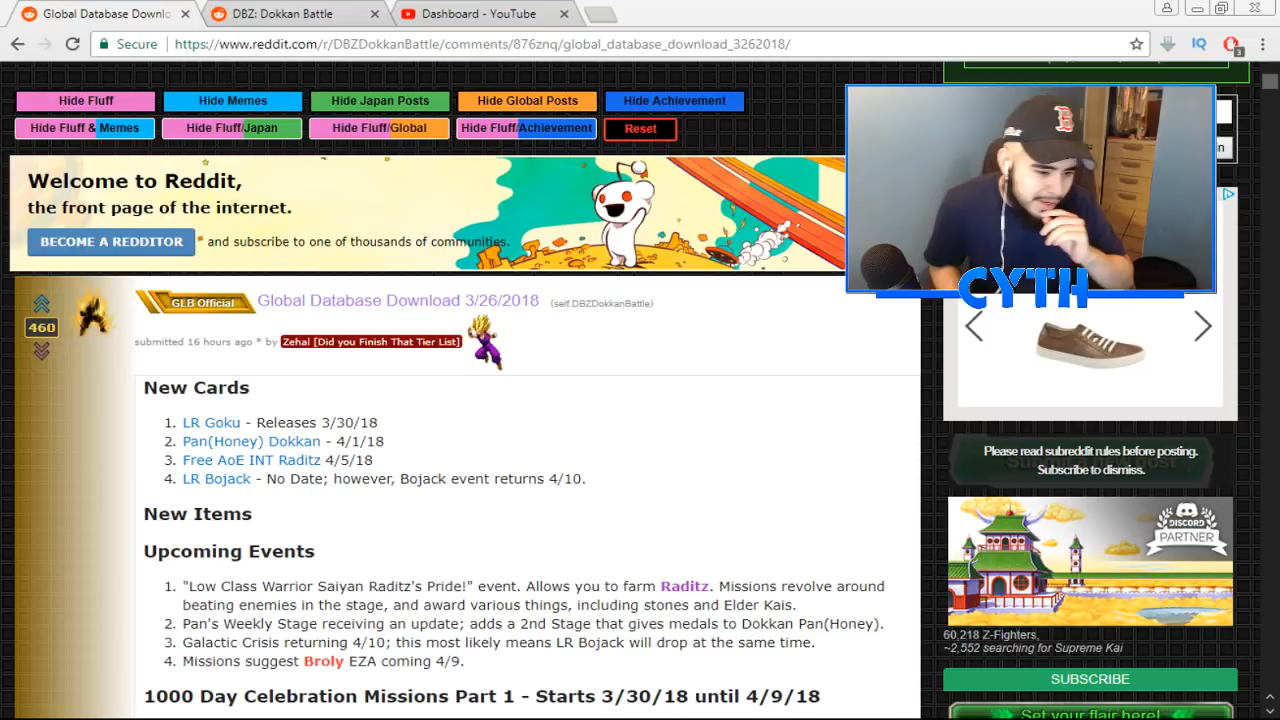 Global Database Downlo
DBZ: Dokkan Battle
Dashboard - YouTube
Secure
https://www.reddit.com/r/DBZDokkanBattle/comments/876znq/global_database_download_3262018/
IQ
3
Hide Fluff
Hide Memes
Hide Japan Posts
Hide Global Posts
Hide Achievement
Hide Fluff & Memes
Hide Fluff/Japan
Hide Fluff/Global
Hide Fluff/Achievement
Reset
Welcome to Reddit,
the front page of the internet.
BECOME A REDDITOR
and subscribe to one of thousands of communities.
CYTH
460
GLB Official
Global Database Download 3/26/2018 (self.DBZDokkanBattle)
submitted 16 hours ago * by Zehal [Did you Finish That Tier List]
New Cards
1. LR Goku - Releases 3/30/18
2. Pan(Honey) Dokkan - 4/1/18
3. Free AoE INT Raditz 4/5/18
4. LR Bojack - No Date; however, Bojack event returns 4/10.
New Items
Upcoming Events
1. "Low Class Warrior Saiyan Raditz's Pride!" event. Allows you to farm Raditz. Missions revolve around
beating enemies in the stage, and award various things, including stones and Elder Kais.
2. Pan's Weekly Stage receiving an update; adds a 2nd Stage that gives medals to Dokkan Pan(Honey).
3. Galactic Crisis returning 4/10; this most likely means LR Bojack will drop at the same time.
4. Missions suggest Broly EZA coming 4/9.
1000 Day Celebration Missions Part 1 - Starts 3/30/18 until 4/9/18
Please read subreddit rules before posting.
Subscribe to dismiss.
DISCORD
PARTNER
60,218 Z-Fighters,
~2,552 searching for Supreme Kai
SUBSCRIBE
Set your flair here!